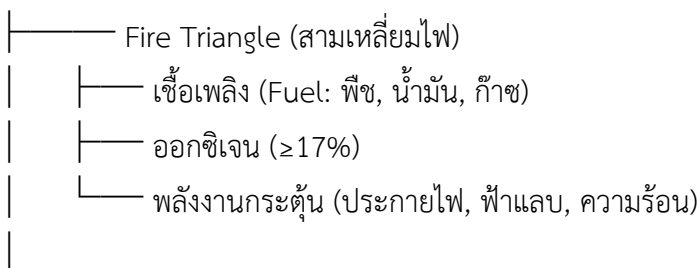 ├──── Fire Triangle (สามเหลี่ยมไฟ)
│ ├── เชื้อเพลิง (Fuel: พืช, น้ำมัน, ก๊าซ)
│ ├── ออกซิเจน (≥17%)
│ └── พลังงานกระตุ้น (ประกายไฟ, ฟ้าแลบ, ความร้อน)
│